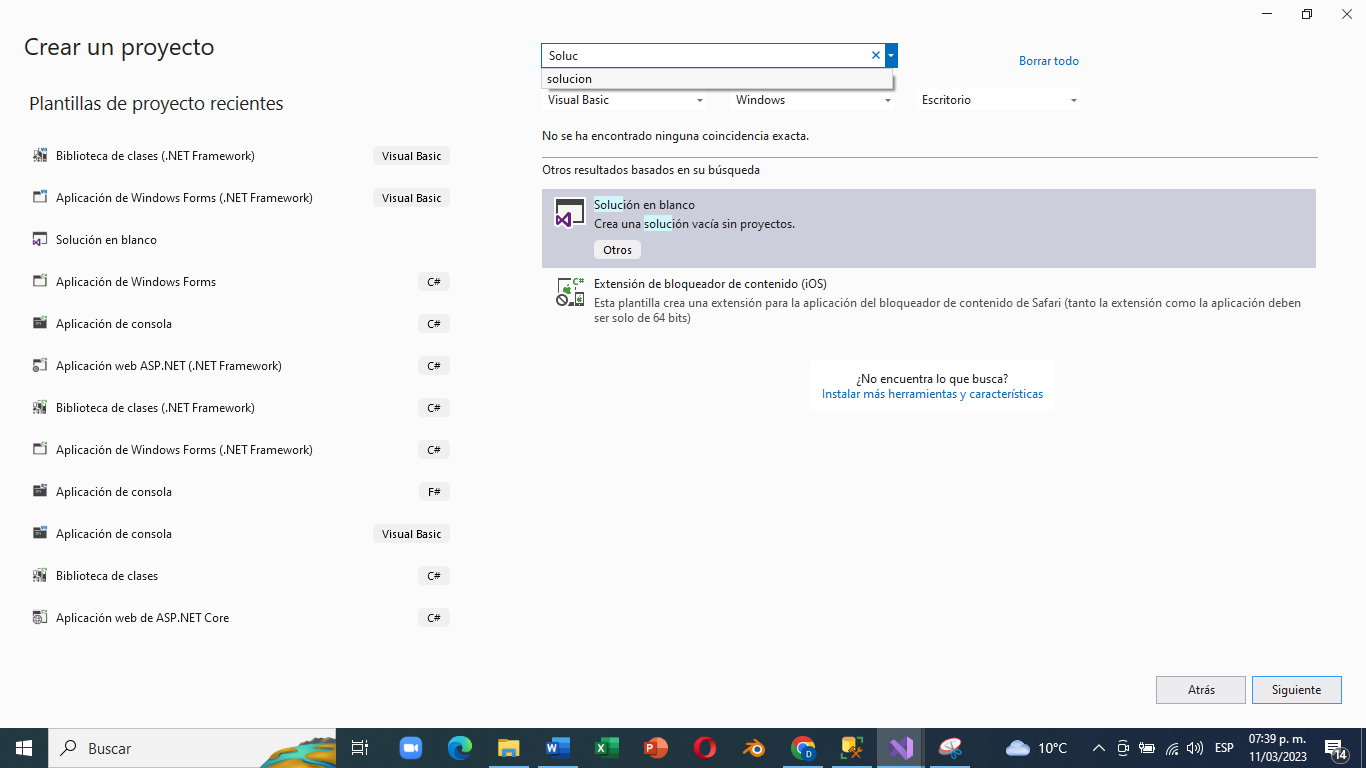 Crear un proyecto
Plantillas de proyecto recientes
Biblioteca de clases (.NET Framework) Visual Basic
Aplicación de Windows Forms (.NET Framework) Visual Basic
Solución en blanco
Aplicación de Windows Forms C#
Aplicación de consola C#
Aplicación web ASP.NET (.NET Framework) C#
Biblioteca de clases (.NET Framework) C#
Aplicación de Windows Forms (.NET Framework) C#
Aplicación de consola F#
Aplicación de consola Visual Basic
Biblioteca de clases C#
Aplicación web de ASP.NET Core C#
Soluc
Borrar todo
solucion
Visual Basic Windows Escritorio
No se ha encontrado ninguna coincidencia exacta.
Otros resultados basados en su búsqueda
Solución en blanco
Crea una solución vacía sin proyectos.
Otros
Extensión de bloqueador de contenido (iOS)
Esta plantilla crea una extensión para la aplicación del bloqueador de contenido de Safari (tanto la extensión como la aplicación deben
ser solo de 64 bits)
¿No encuentra lo que busca?
Instalar más herramientas y características
Atrás Siguiente
Buscar
10°C
ESP
07:39 p. m.
11/03/2023
14